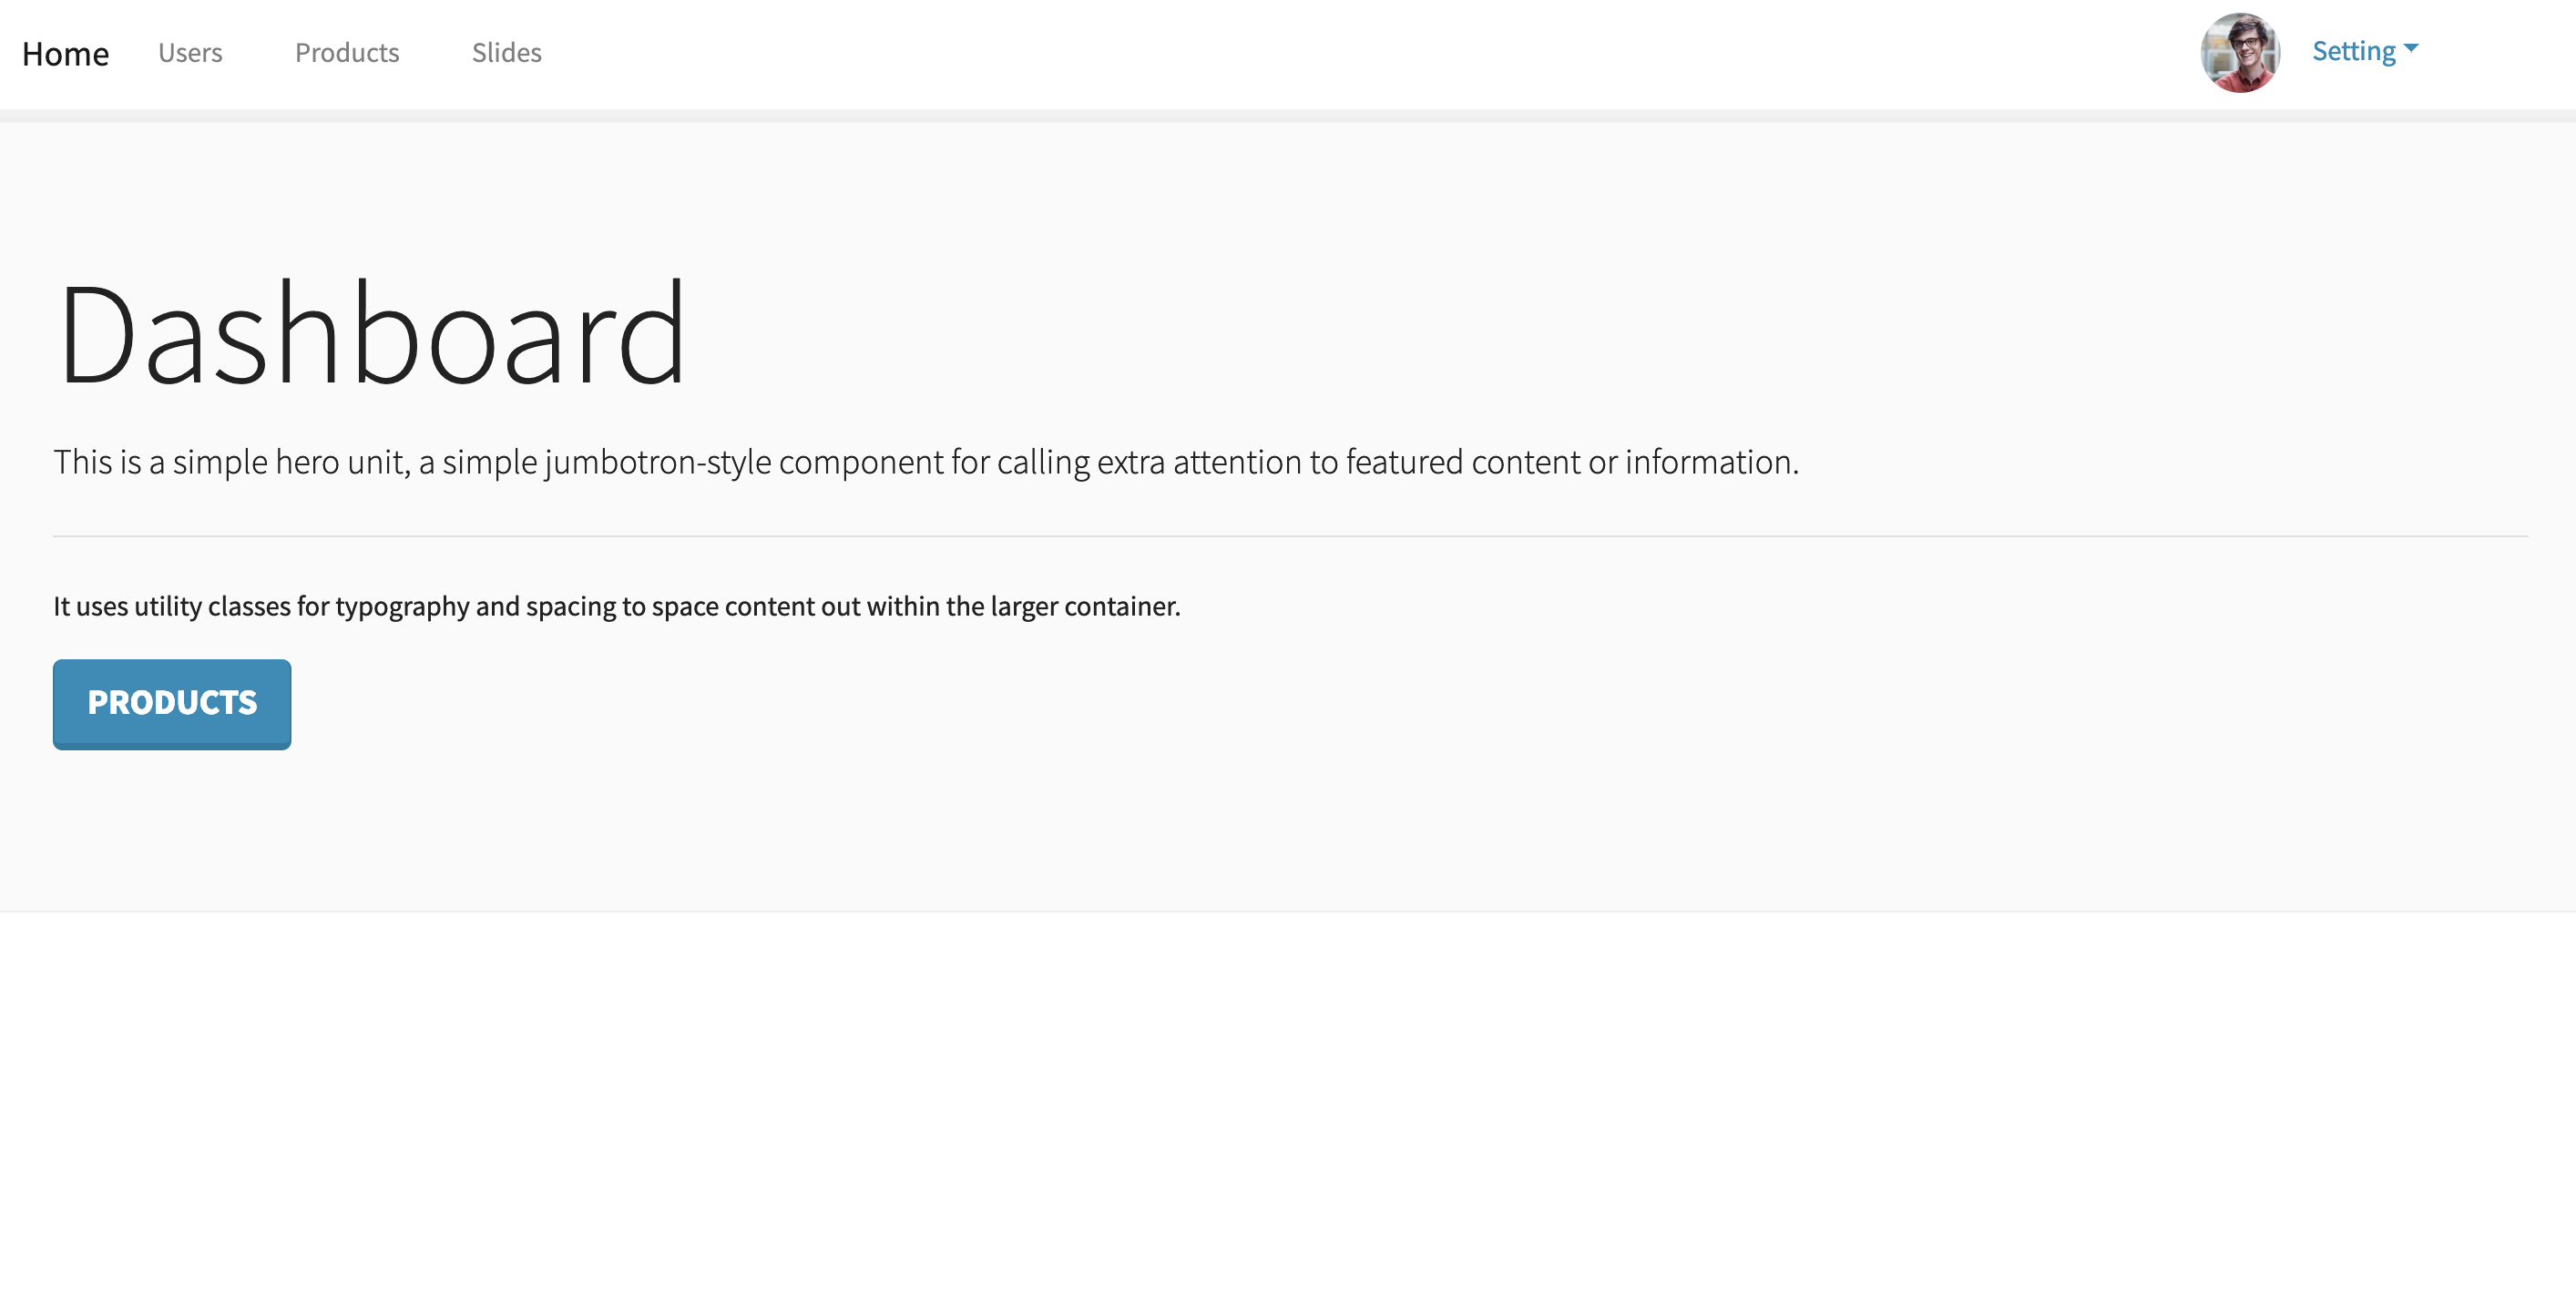 Home Users Products Slides Setting
Dashboard
This is a simple hero unit, a simple jumbotron-style component for calling extra attention to featured content or information.
It uses utility classes for typography and spacing to space content out within the larger container.
PRODUCTS